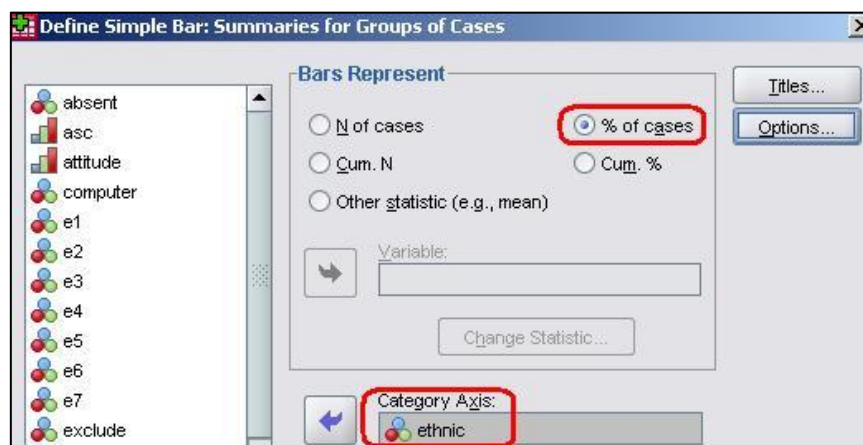 Define Simple Bar: Summaries for Groups of Cases
absent
asc
attitude
computer
e1
e2
e3
e4
e5
e6
e7
exclude
Bars Represent
N of cases
% of cases
Cum. N
Cum. %
Other statistic (e.g., mean)
Variable:
Change Statistic...
Category Axis:
ethnic
Titles...
Options...